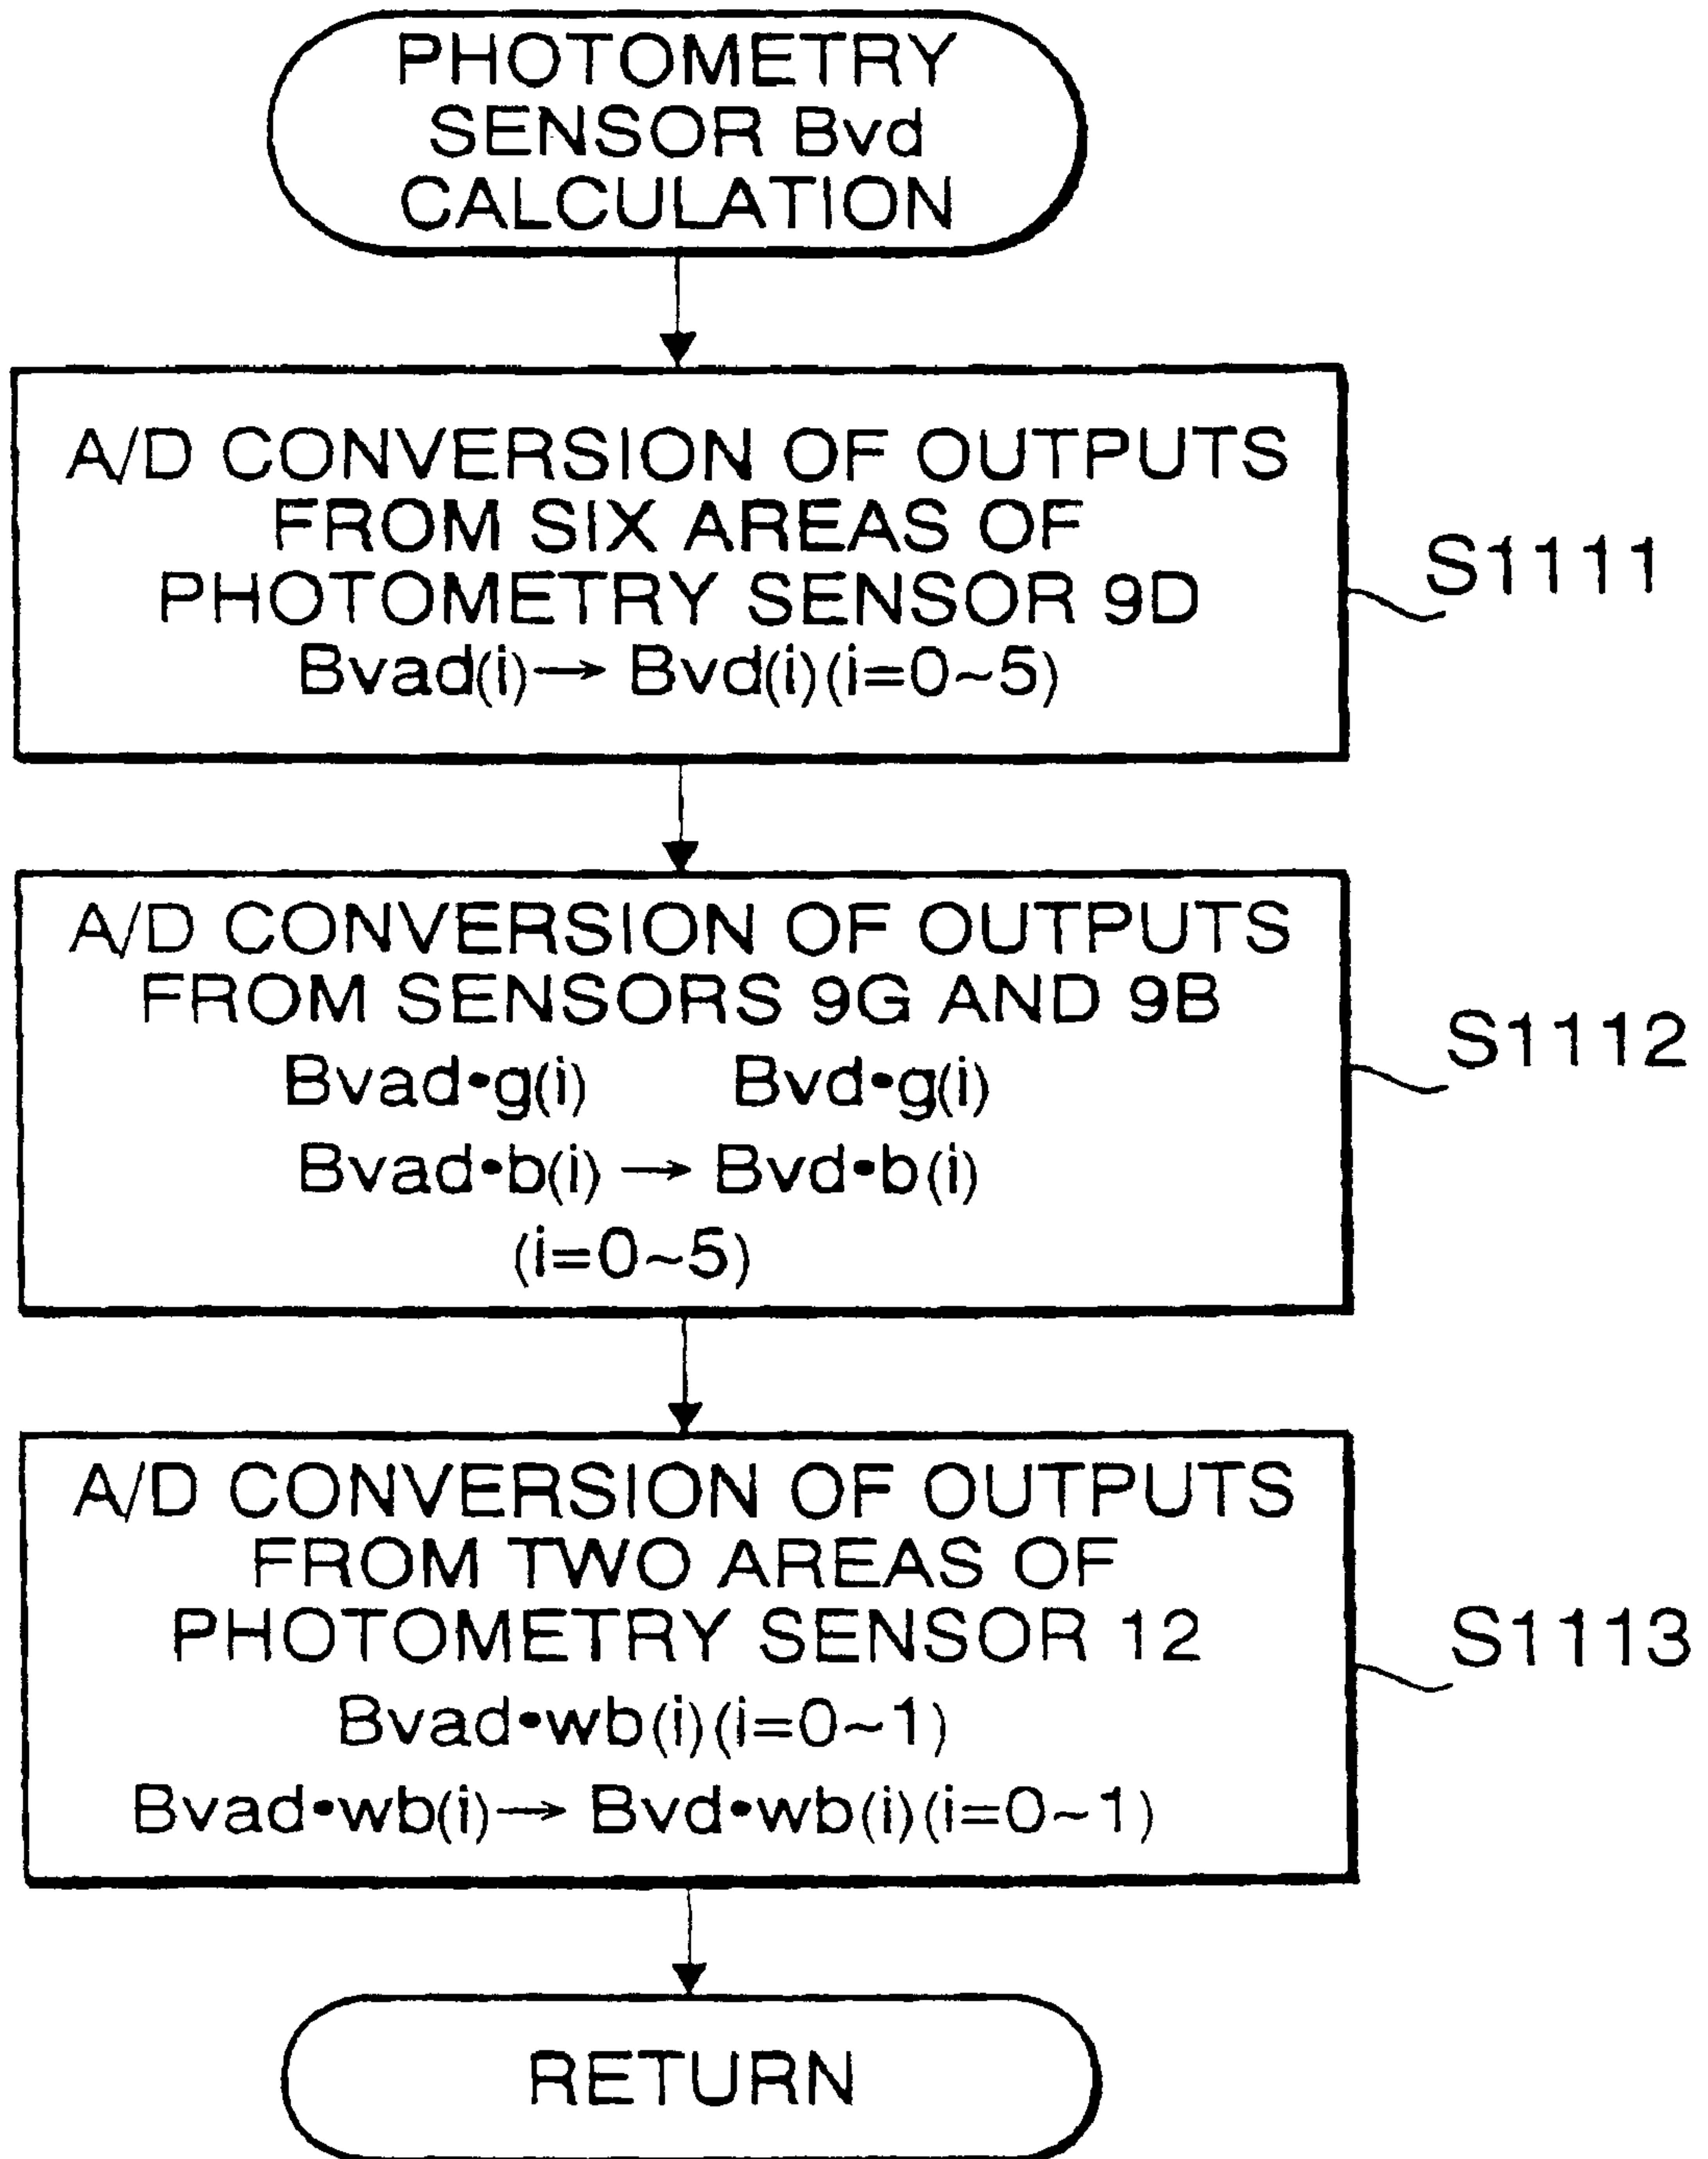 PHOTOMETRY
SENSOR Bvd
CALCULATION
A/D CONVERSION OF OUTPUTS
FROM SIX AREAS OF
PHOTOMETRY SENSOR 9D
Bvad(i)→ Bvd(i)(i=0~5)
S1111
A/D CONVERSION OF OUTPUTS
FROM SENSORS 9G AND 9B
Bvad•g(i) Bvd•g(i)
Bvad•b(i) → Bvd•b(i)
(i=0~5)
S1112
A/D CONVERSION OF OUTPUTS
FROM TWO AREAS OF
PHOTOMETRY SENSOR 12
Bvad•wb(i)(i=0~1)
Bvad•wb(i)→ Bvd•wb(i)(i=0~1)
S1113
RETURN